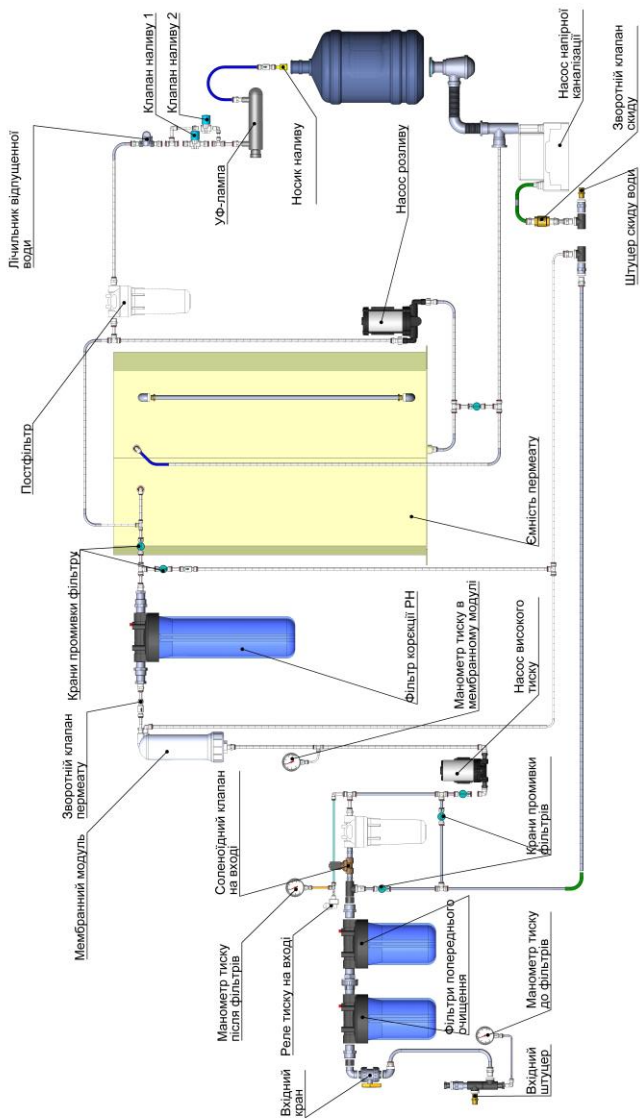 Лічильник відпущенної
води
Клапан наливу 1
Клапан наливу 2
УФ-лампа
Носик наливу
Насос напірної
каналізації
Зворотній клапан
скиду
Штуцер скиду води
Насос розливу
Постфільтр
Ємність пермеату
Крани промивки фільтру
Фільтр корєкції РН
Зворотній клапан
пермеату
Мембранний модуль
Манометр тиску в
мембранному модулі
Насос високого
тиску
Соленоїдний клапан
на вході
Крани промивки
фільтрів
Манометр тиску
після фільтрів
Реле тиску на вході
Фільтри попереднього
очищення
Манометр тиску
до фільтрів
Вхідний
кран
Вхідний
штуцер